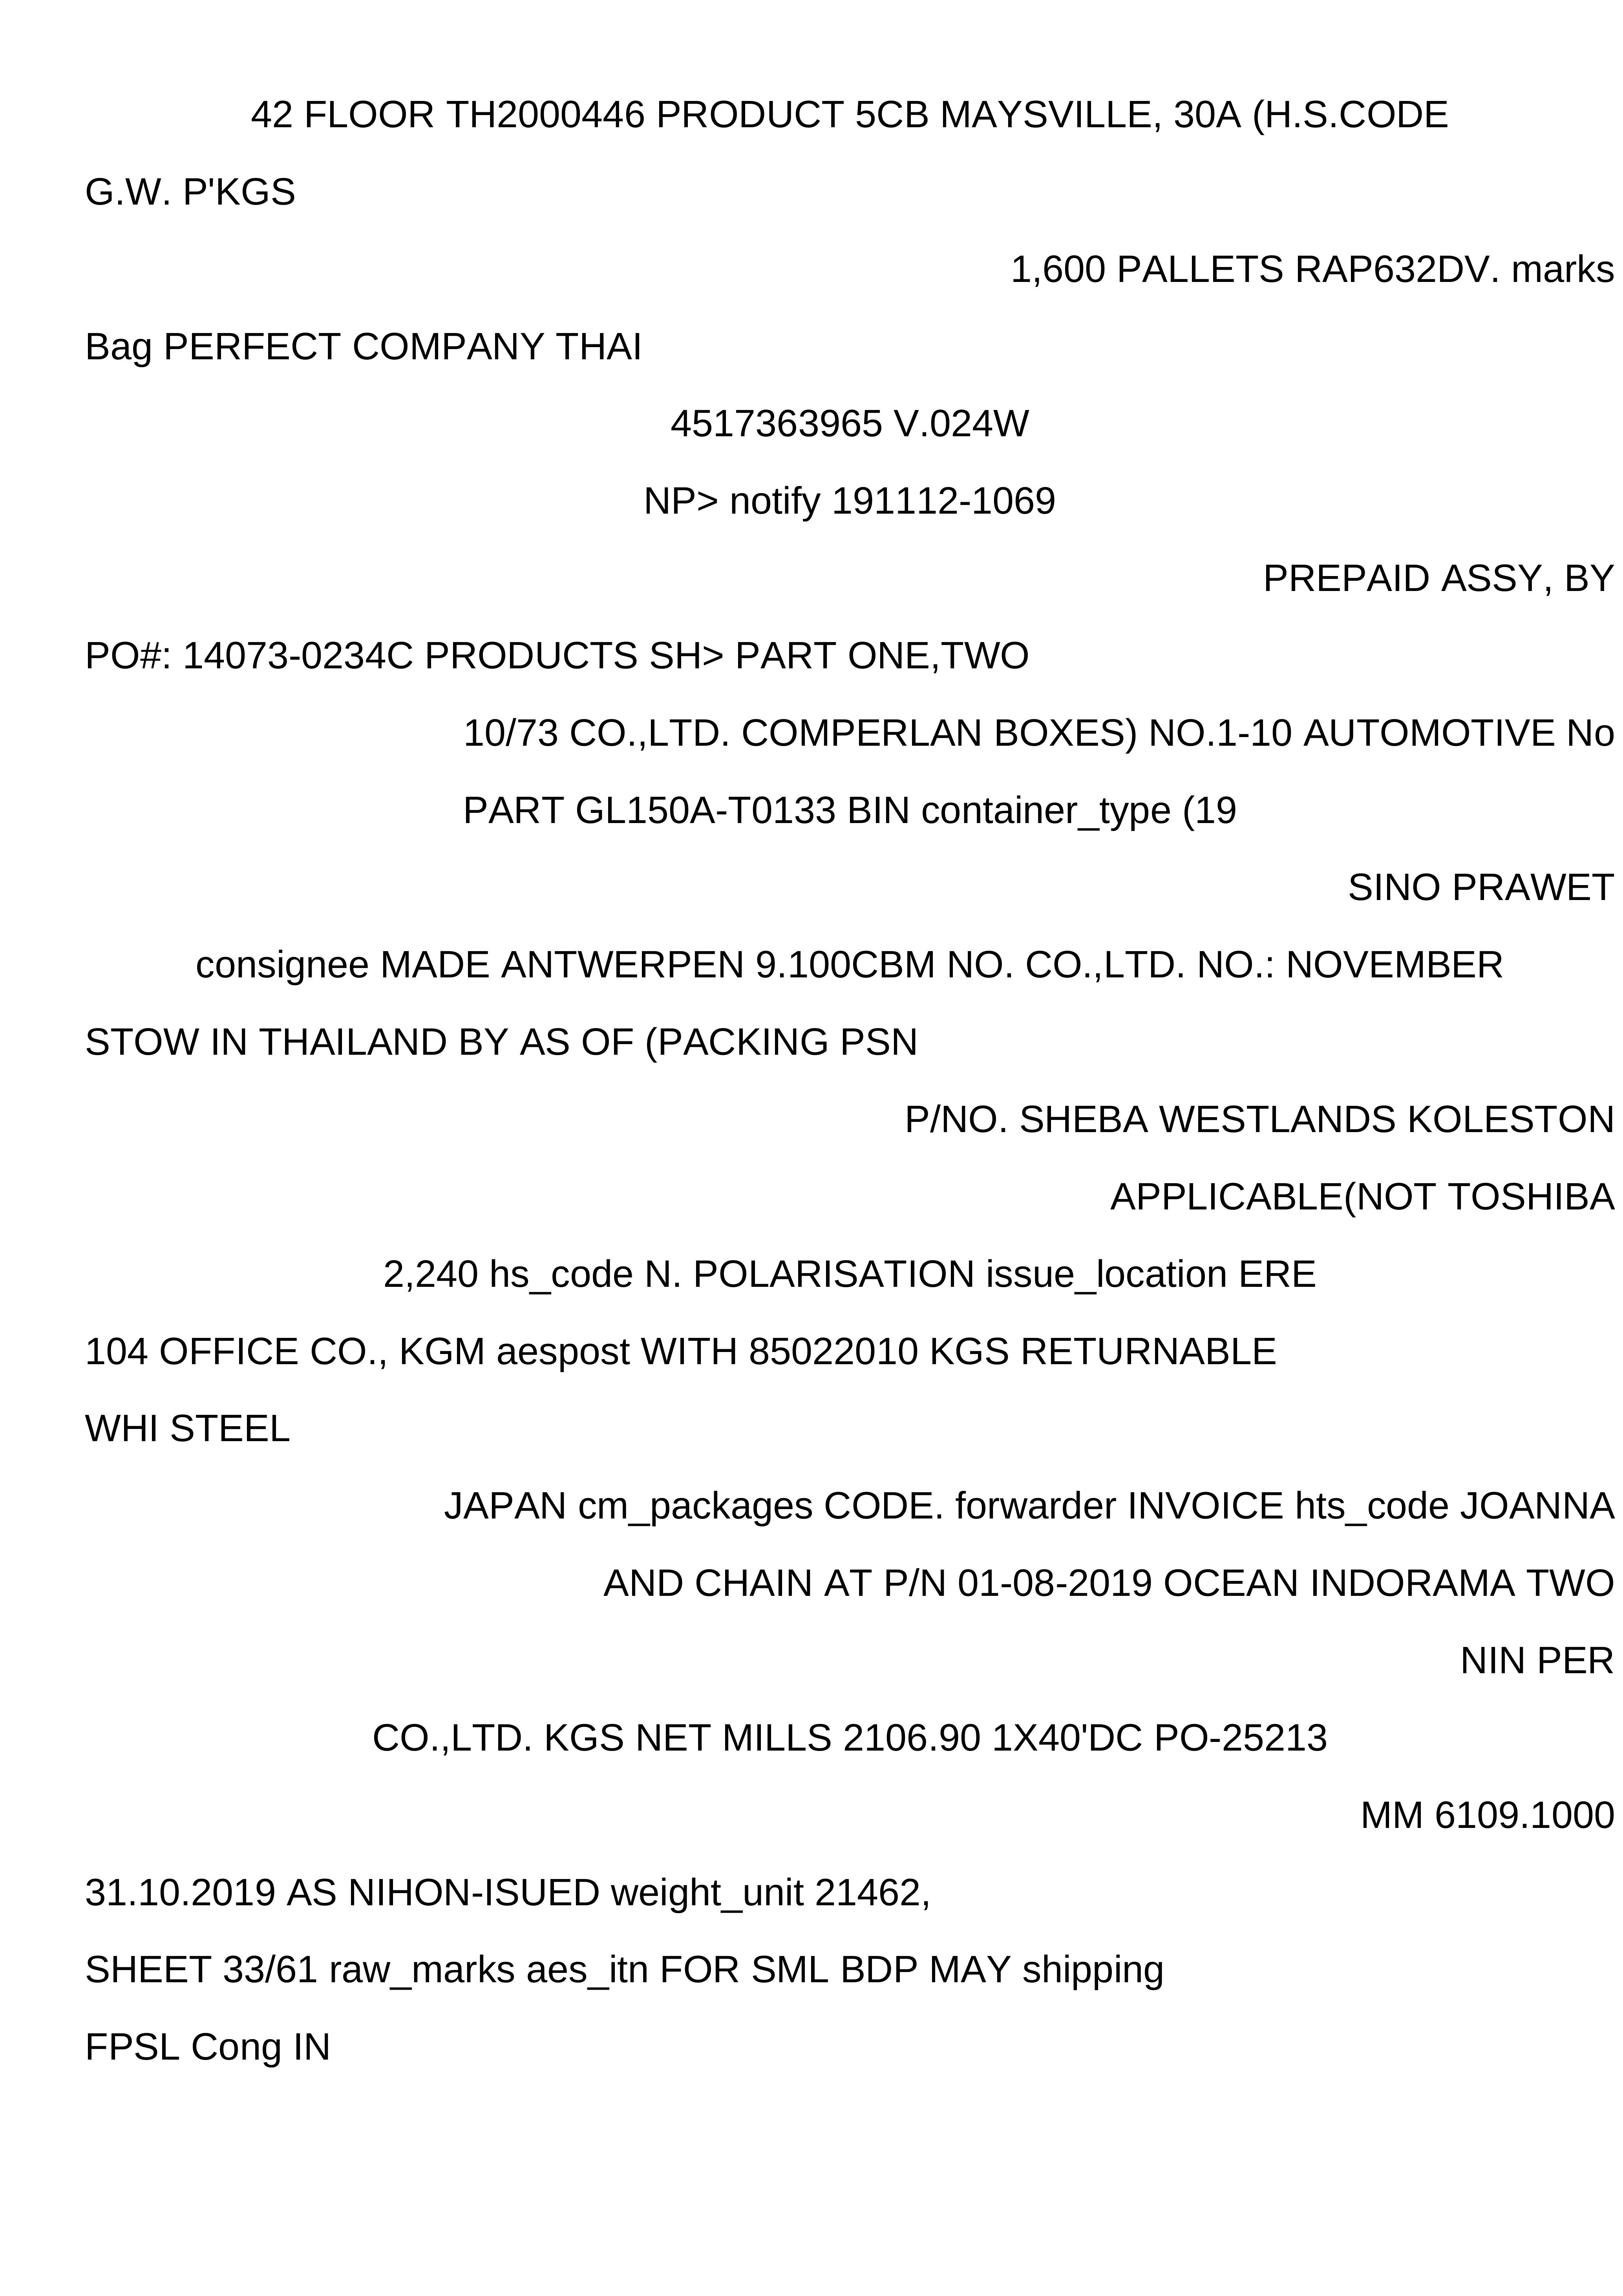 42 FLOOR TH2000446 PRODUCT 5CB MAYSVILLE, 30A (H.S.CODE
G.W. P'KGS
1,600 PALLETS RAP632DV. marks
Bag PERFECT COMPANY THAI
4517363965 V.024W
NP> notify 191112-1069
PREPAID ASSY, BY
PO#: 14073-0234C PRODUCTS SH> PART ONE,TWO
10/73 CO.,LTD. COMPERLAN BOXES) NO.1-10 AUTOMOTIVE No
PART GL150A-T0133 BIN container_type (19
SINO PRAWET
consignee MADE ANTWERPEN 9.100CBM NO. CO.,LTD. NO.: NOVEMBER
STOW IN THAILAND BY AS OF (PACKING PSN
P/NO. SHEBA WESTLANDS KOLESTON
APPLICABLE(NOT TOSHIBA
2,240 hs_code N. POLARISATION issue_location ERE
104 OFFICE CO., KGM aespost WITH 85022010 KGS RETURNABLE
WHI STEEL
JAPAN cm_packages CODE. forwarder INVOICE hts_code JOANNA
AND CHAIN AT P/N 01-08-2019 OCEAN INDORAMA TWO
NIN PER
CO.,LTD. KGS NET MILLS 2106.90 1X40'DC PO-25213
MM 6109.1000
31.10.2019 AS NIHON-ISUED weight_unit 21462,
SHEET 33/61 raw_marks aes_itn FOR SML BDP MAY shipping
FPSL Cong IN